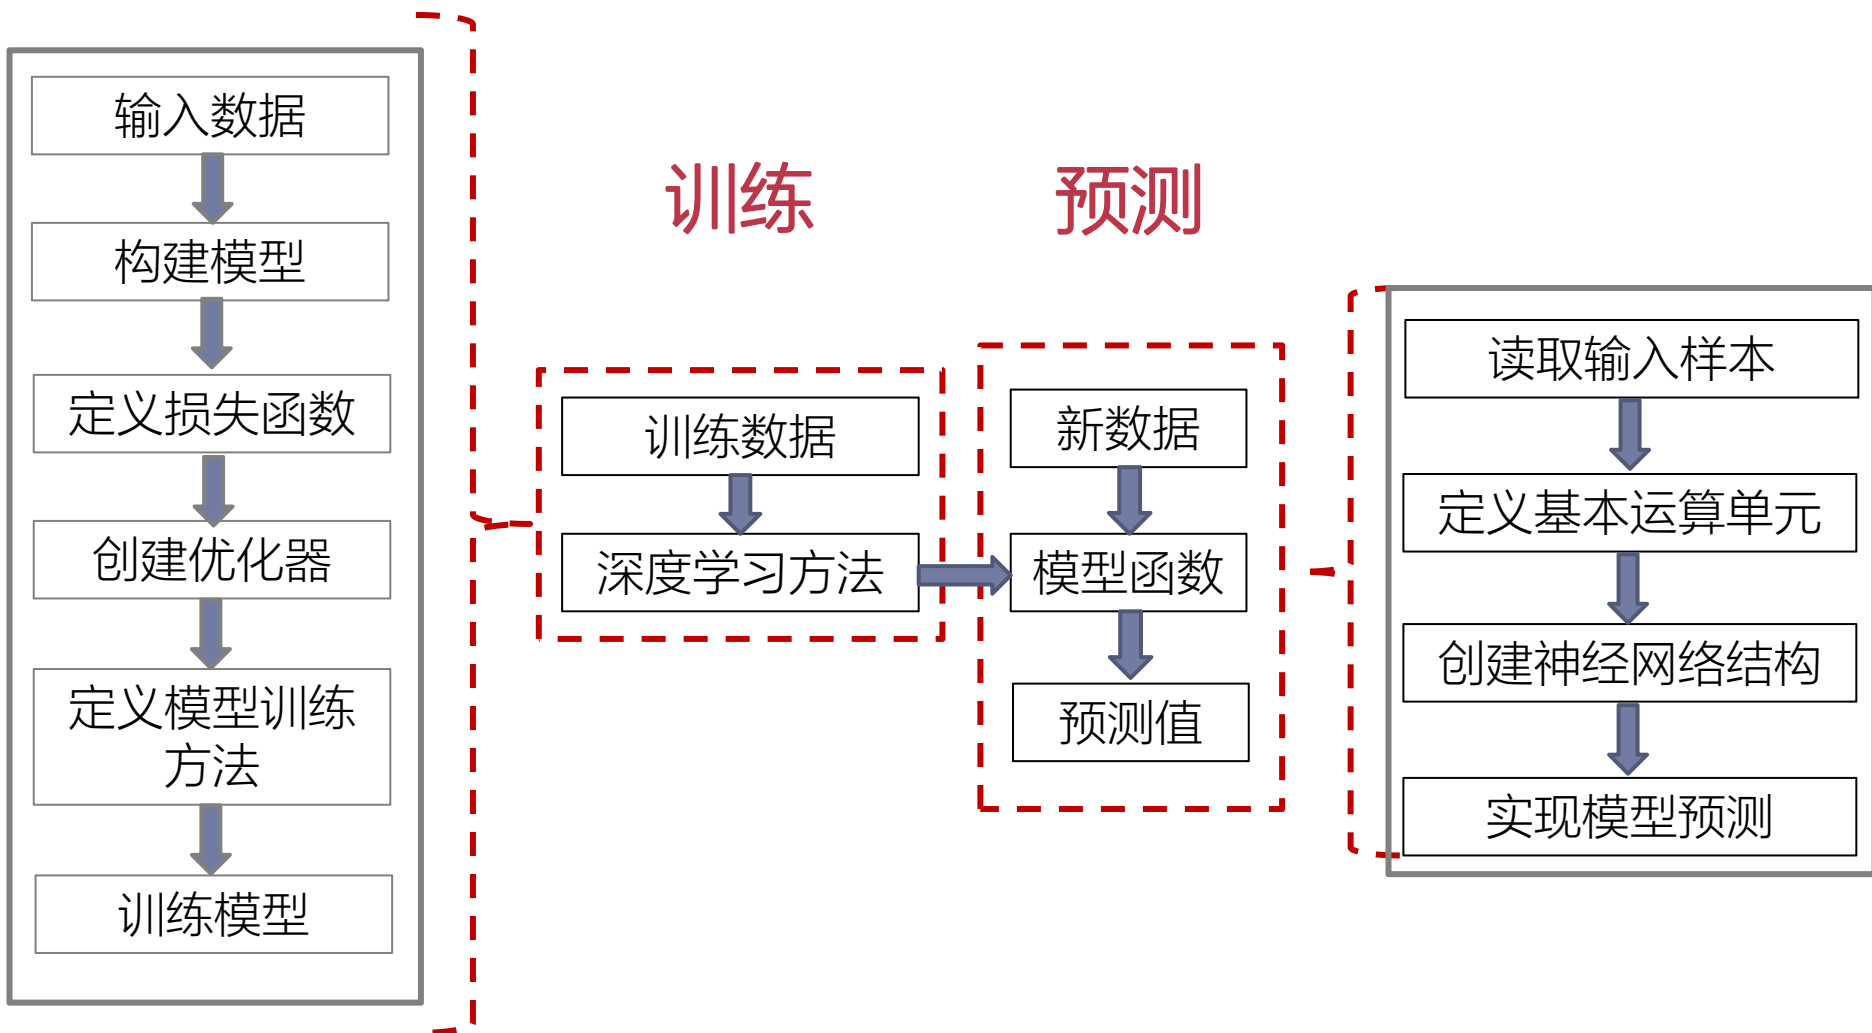 输入数据
构建模型
定义损失函数
创建优化器
定义模型训练
方法
训练模型
训练
训练数据
深度学习方法
预测
新数据
模型函数
预测值
读取输入样本
定义基本运算单元
创建神经网络结构
实现模型预测